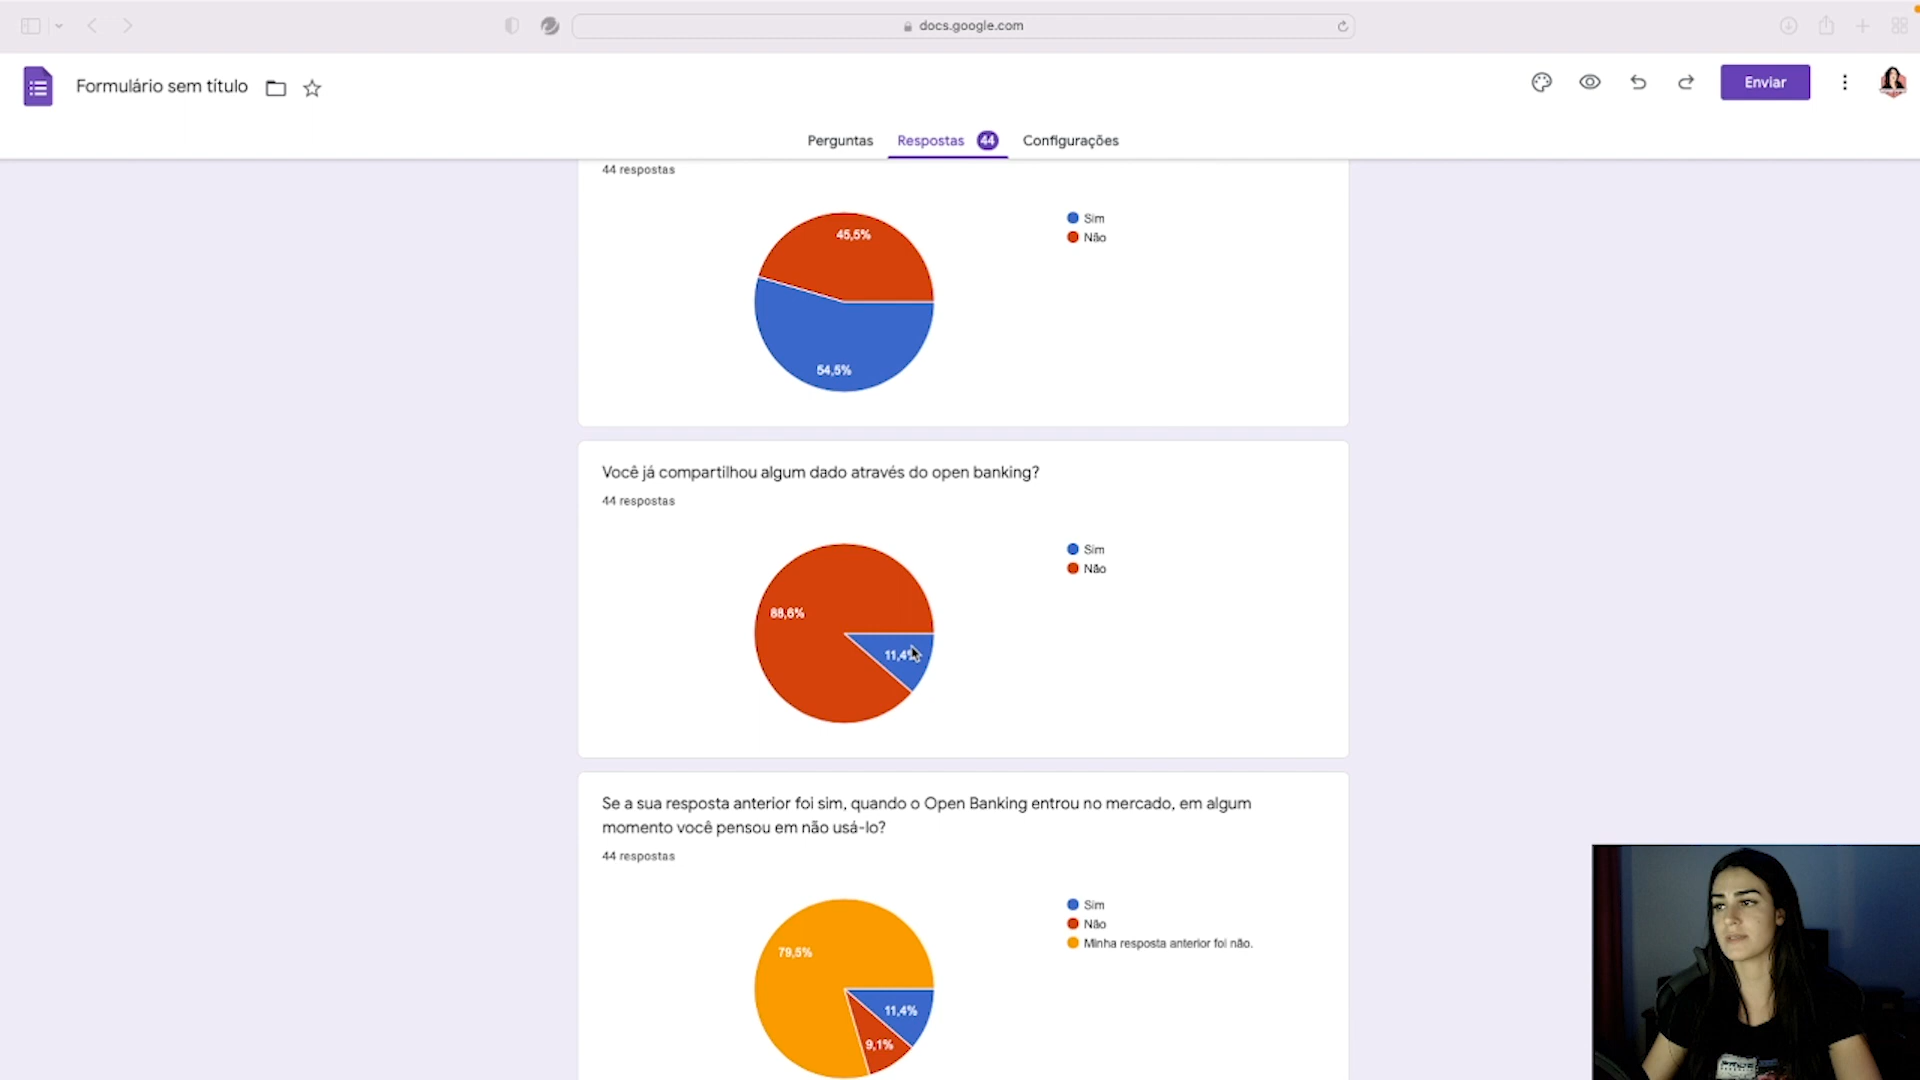 docs.google.com
Formulário sem título
Enviar
Perguntas Respostas 44 Configurações
44 respostas
Sim
Não
45,5%
54,5%
Você já compartilhou algum dado através do open banking?
44 respostas
Sim
Não
88,6%
11,4%
Se a sua resposta anterior foi sim, quando o Open Banking entrou no mercado, em algum
momento você pensou em não usá-lo?
44 respostas
Sim
Não
Minha resposta anterior foi não.
79,5%
11,4%
9,1%